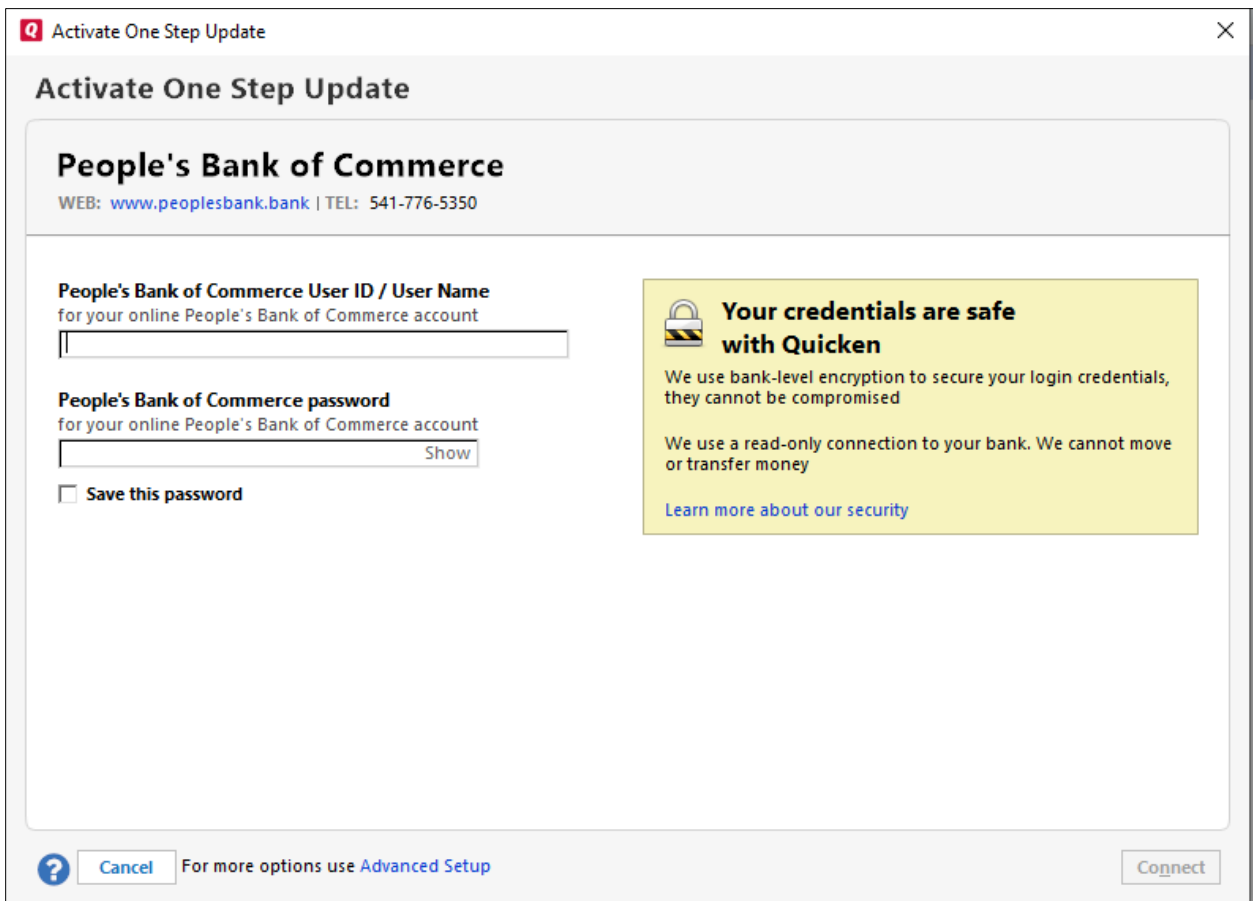 Activate One Step Update
Activate One Step Update
People's Bank of Commerce
WEB: www.peoplesbank.bank | TEL: 541-776-5350
People's Bank of Commerce User ID / User Name
for your online People's Bank of Commerce account
People's Bank of Commerce password
for your online People's Bank of Commerce account
Show
Save this password
Your credentials are safe
with Quicken
We use bank-level encryption to secure your login credentials,
they cannot be compromised
We use a read-only connection to your bank. We cannot move
or transfer money
Learn more about our security
? Cancel For more options use Advanced Setup
Connect